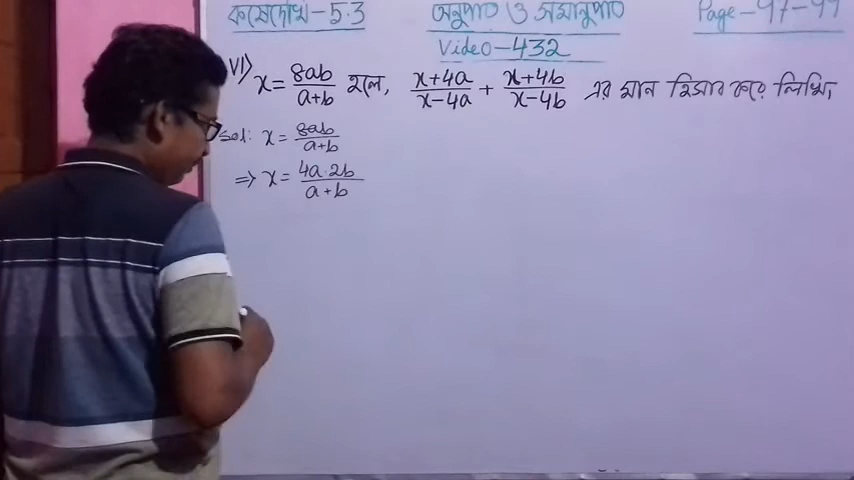 কষেদেখি-5.3 অনুপাত ও সমানুপাত Page-97-99
Video-432
VI) x = 8ab/a+b হলে, x+4a/x-4a + x+4b/x-4b এর মান হিসাব করে লিখি,
Sol: x = 8ab/a+b
⇒ x = 4a·2b/a+b